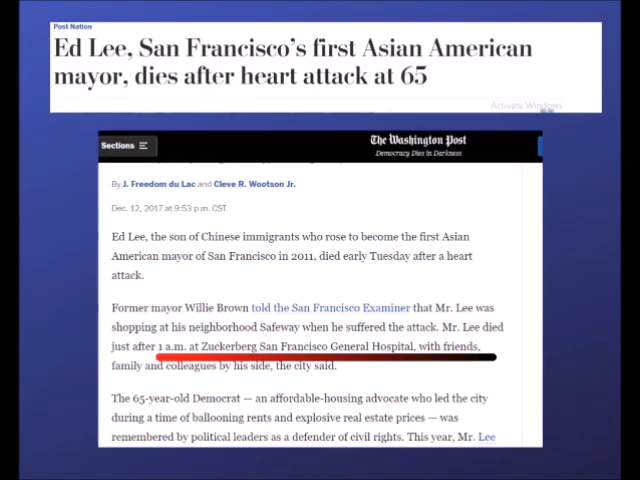 Post Nation
Ed Lee, San Francisco's first Asian American
mayor, dies after heart attack at 65
Activate Windows
Sections
The Washington Post
Democracy Dies in Darkness
By J. Freedom du Lac and Cleve R. Wootson Jr.
Dec. 12, 2017 at 9:53 p.m. CST
Ed Lee, the son of Chinese immigrants who rose to become the first Asian
American mayor of San Francisco in 2011, died early Tuesday after a heart
attack.
Former mayor Willie Brown told the San Francisco Examiner that Mr. Lee was
shopping at his neighborhood Safeway when he suffered the attack. Mr. Lee died
just after 1 a.m. at Zuckerberg San Francisco General Hospital, with friends,
family and colleagues by his side, the city said.
The 65-year-old Democrat — an affordable-housing advocate who led the city
during a time of ballooning rents and explosive real estate prices — was
remembered by political leaders as a defender of civil rights. This year, Mr. Lee